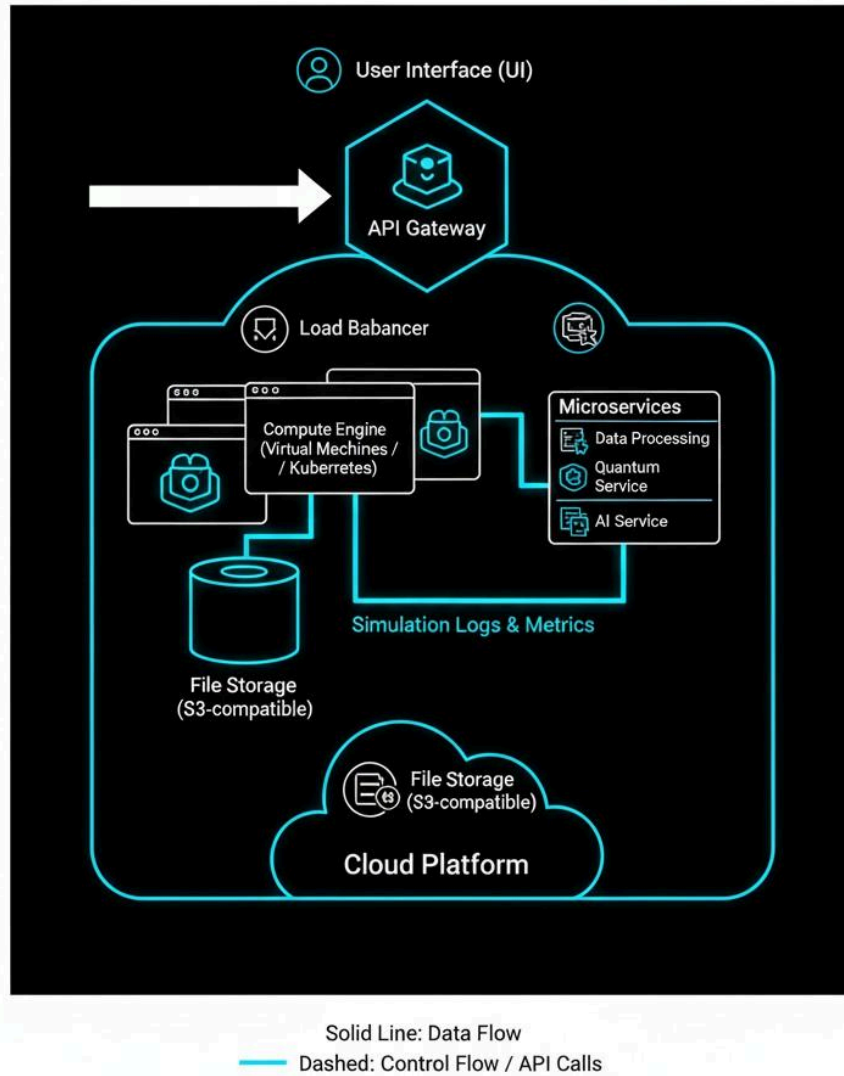 User Interface (UI)
API Gateway
Load Babancer
Compute Engine
(Virtual Mechines /
/ Kuberretes)
Microservices
Data Processing
Quantum
Service
AI Service
Simulation Logs & Metrics
File Storage
(S3-compatible)
File Storage
(S3-compatible)
Cloud Platform
Solid Line: Data Flow
Dashed: Control Flow / API Calls